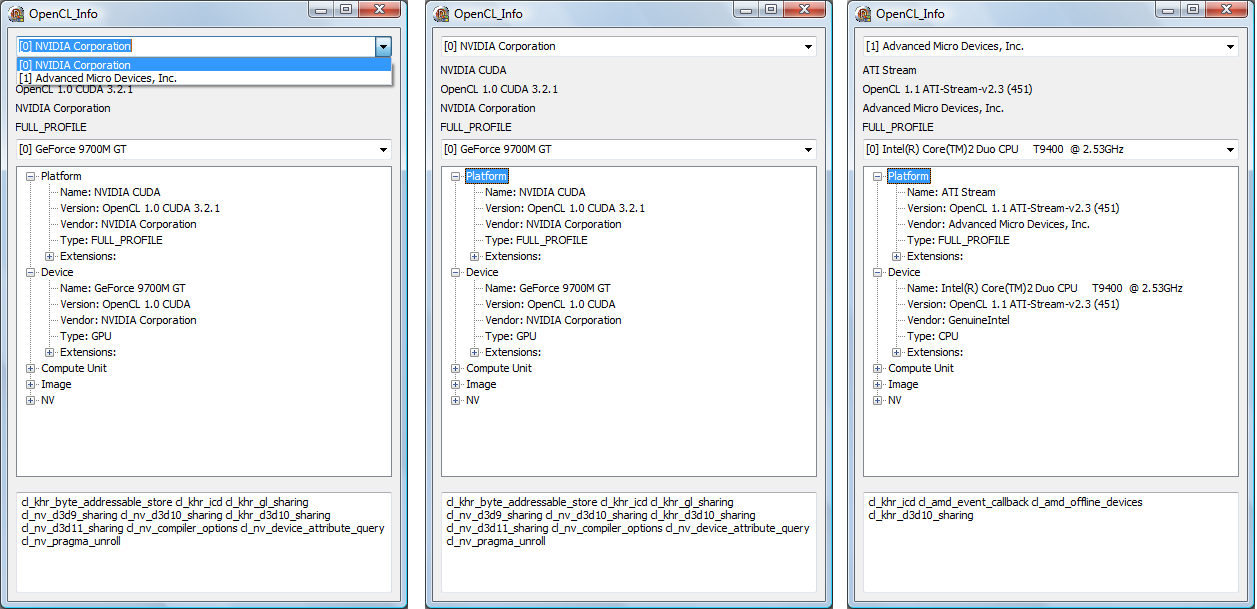 OpenCL_Info
[0] NVIDIA Corporation
[0] NVIDIA Corporation
[1] Advanced Micro Devices, Inc.
OpenCL 1.0 CUDA 3.2.1
NVIDIA Corporation
FULL_PROFILE
[0] GeForce 9700M GT
Platform
Name: NVIDIA CUDA
Version: OpenCL 1.0 CUDA 3.2.1
Vendor: NVIDIA Corporation
Type: FULL_PROFILE
Extensions:
Device
Name: GeForce 9700M GT
Version: OpenCL 1.0 CUDA
Vendor: NVIDIA Corporation
Type: GPU
Extensions:
Compute Unit
Image
NV
cl_khr_byte_addressable_store cl_khr_icd cl_khr_gl_sharing
cl_nv_d3d9_sharing cl_nv_d3d10_sharing cl_khr_d3d10_sharing
cl_nv_d3d11_sharing cl_nv_compiler_options cl_nv_device_attribute_query
cl_nv_pragma_unroll
OpenCL_Info
[0] NVIDIA Corporation
NVIDIA CUDA
OpenCL 1.0 CUDA 3.2.1
NVIDIA Corporation
FULL_PROFILE
[0] GeForce 9700M GT
Platform
Name: NVIDIA CUDA
Version: OpenCL 1.0 CUDA 3.2.1
Vendor: NVIDIA Corporation
Type: FULL_PROFILE
Extensions:
Device
Name: GeForce 9700M GT
Version: OpenCL 1.0 CUDA
Vendor: NVIDIA Corporation
Type: GPU
Extensions:
Compute Unit
Image
NV
cl_khr_byte_addressable_store cl_khr_icd cl_khr_gl_sharing
cl_nv_d3d9_sharing cl_nv_d3d10_sharing cl_khr_d3d10_sharing
cl_nv_d3d11_sharing cl_nv_compiler_options cl_nv_device_attribute_query
cl_nv_pragma_unroll
OpenCL_Info
[1] Advanced Micro Devices, Inc.
ATI Stream
OpenCL 1.1 ATI-Stream-v2.3 (451)
Advanced Micro Devices, Inc.
FULL_PROFILE
[0] Intel(R) Core(TM)2 Duo CPU T9400 @ 2.53GHz
Platform
Name: ATI Stream
Version: OpenCL 1.1 ATI-Stream-v2.3 (451)
Vendor: Advanced Micro Devices, Inc.
Type: FULL_PROFILE
Extensions:
Device
Name: Intel(R) Core(TM)2 Duo CPU T9400 @ 2.53GHz
Version: OpenCL 1.1 ATI-Stream-v2.3 (451)
Vendor: GenuineIntel
Type: CPU
Extensions:
Compute Unit
Image
NV
cl_khr_icd cl_amd_event_callback cl_amd_offline_devices
cl_khr_d3d10_sharing